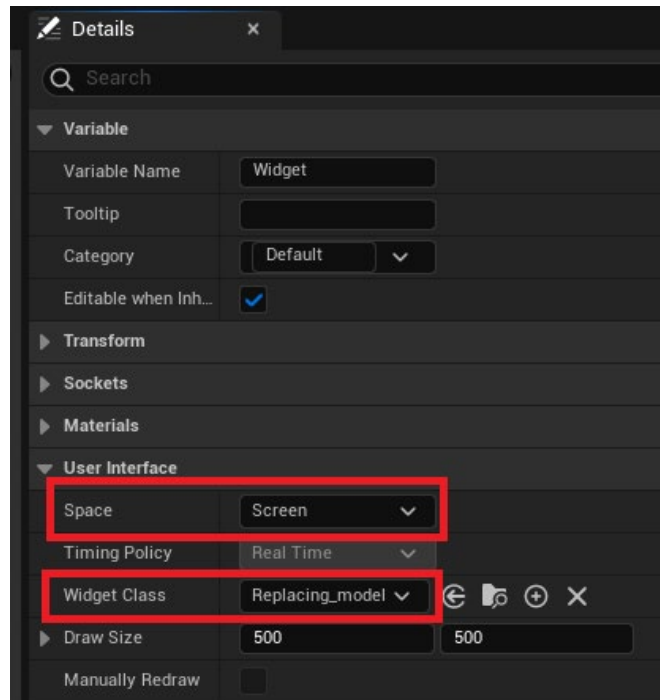 Details
Search
Variable
Variable Name Widget
Tooltip
Category Default
Editable when Inh...
Transform
Sockets
Materials
User Interface
Space Screen
Timing Policy Real Time
Widget Class Replacing_model
Draw Size 500 500
Manually Redraw